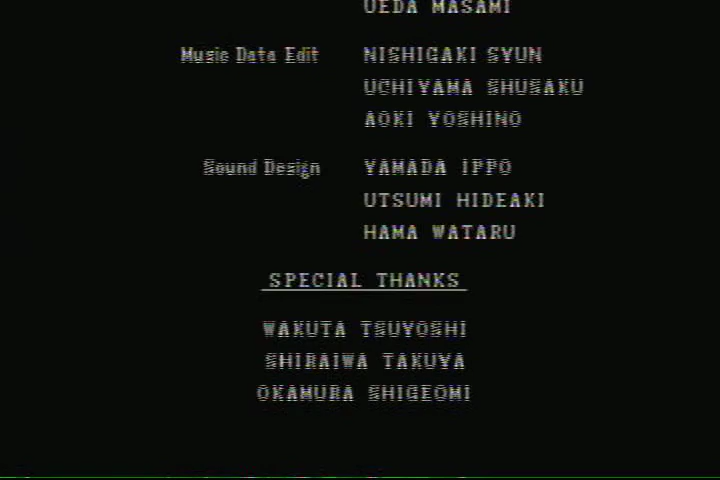 UEDA MASAMI
Music Data Edit NISHIGAKI SYUN
UCHIYAMA SHUSAKU
AOKI YOSHINO
Sound Design YAMADA IPPO
UTSUMI HIDEAKI
HAMA WATARU
SPECIAL THANKS
WAKUTA TSUYOSHI
SHIRAIWA TAKUYA
OKAMURA SHIGEOMI